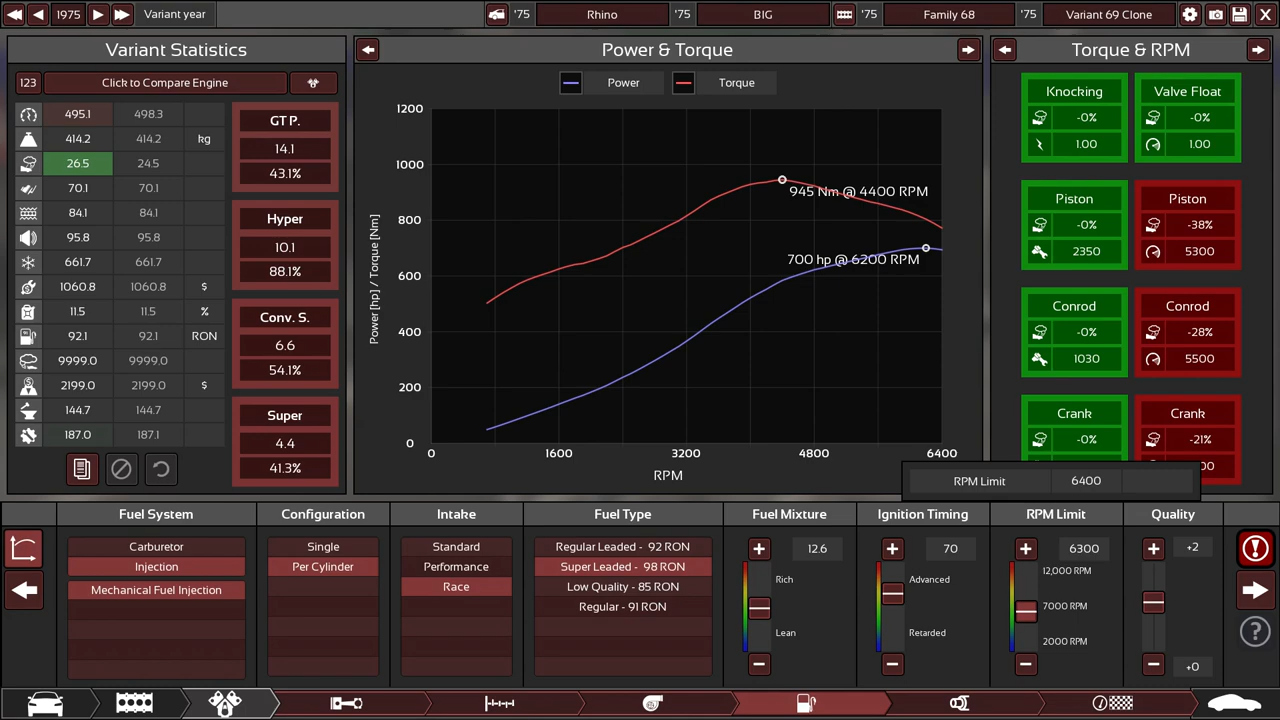 1975 Variant year '75 Rhino '75 BIG '75 Family 68 '75 Variant 69 Clone
Variant Statistics
123 Click to Compare Engine
495.1 498.3
414.2 414.2 kg
26.5 24.5
70.1 70.1
84.1 84.1
95.8 95.8
661.7 661.7
1060.8 1060.8 $
11.5 11.5 %
92.1 92.1 RON
9999.0 9999.0
2199.0 2199.0 $
144.7 144.7
187.0 187.1
GT P.
14.1
43.1%
Hyper
10.1
88.1%
Conv. S.
6.6
54.1%
Super
4.4
41.3%
Power & Torque
Power Torque
Power [hp] / Torque [Nm]
1200
1000
800
600
400
200
0
945 Nm @ 4400 RPM
700 hp @ 6200 RPM
0 1600 3200 4800 6400
RPM
Torque & RPM
Knocking
-0%
1.00
Valve Float
-0%
1.00
Piston
-0%
2350
Piston
-38%
5300
Conrod
-0%
1030
Conrod
-28%
5500
Crank
-0%
Crank
-21%
RPM Limit 6400
Fuel System
Carburetor
Injection
Mechanical Fuel Injection
Configuration
Single
Per Cylinder
Intake
Standard
Performance
Race
Fuel Type
Regular Leaded - 92 RON
Super Leaded - 98 RON
Low Quality - 85 RON
Regular - 91 RON
Fuel Mixture
12.6
Rich
Lean
Ignition Timing
70
Advanced
Retarded
RPM Limit
6300
12,000 RPM
7000 RPM
2000 RPM
Quality
+2
+0